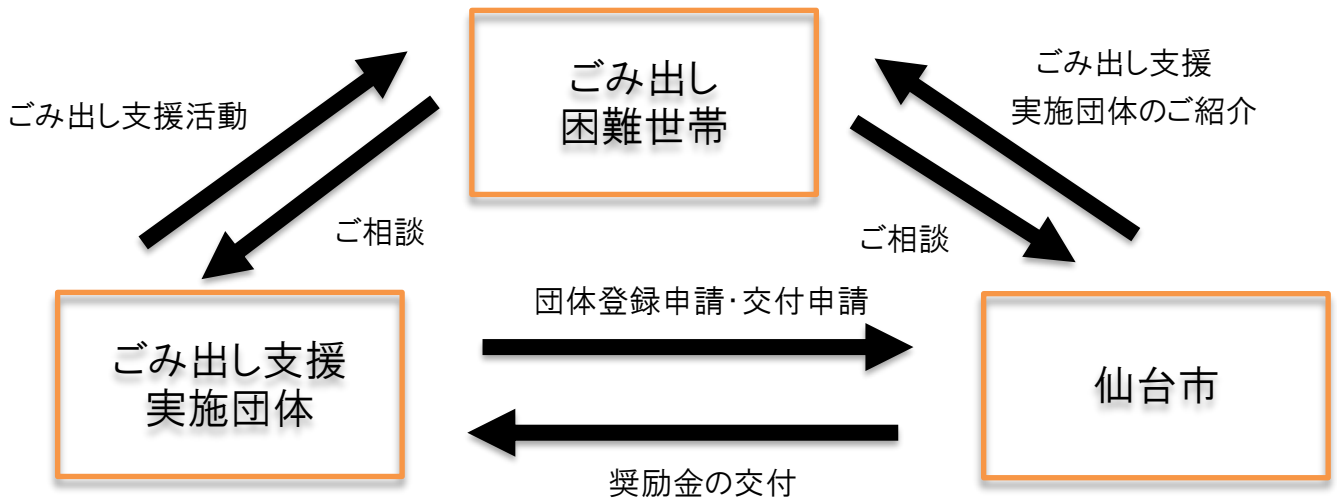 ごみ出し
困難世帯
ごみ出し支援活動
ご相談
ごみ出し支援
実施団体のご紹介
ご相談
団体登録申請・交付申請
ごみ出し支援
実施団体
仙台市
奨励金の交付